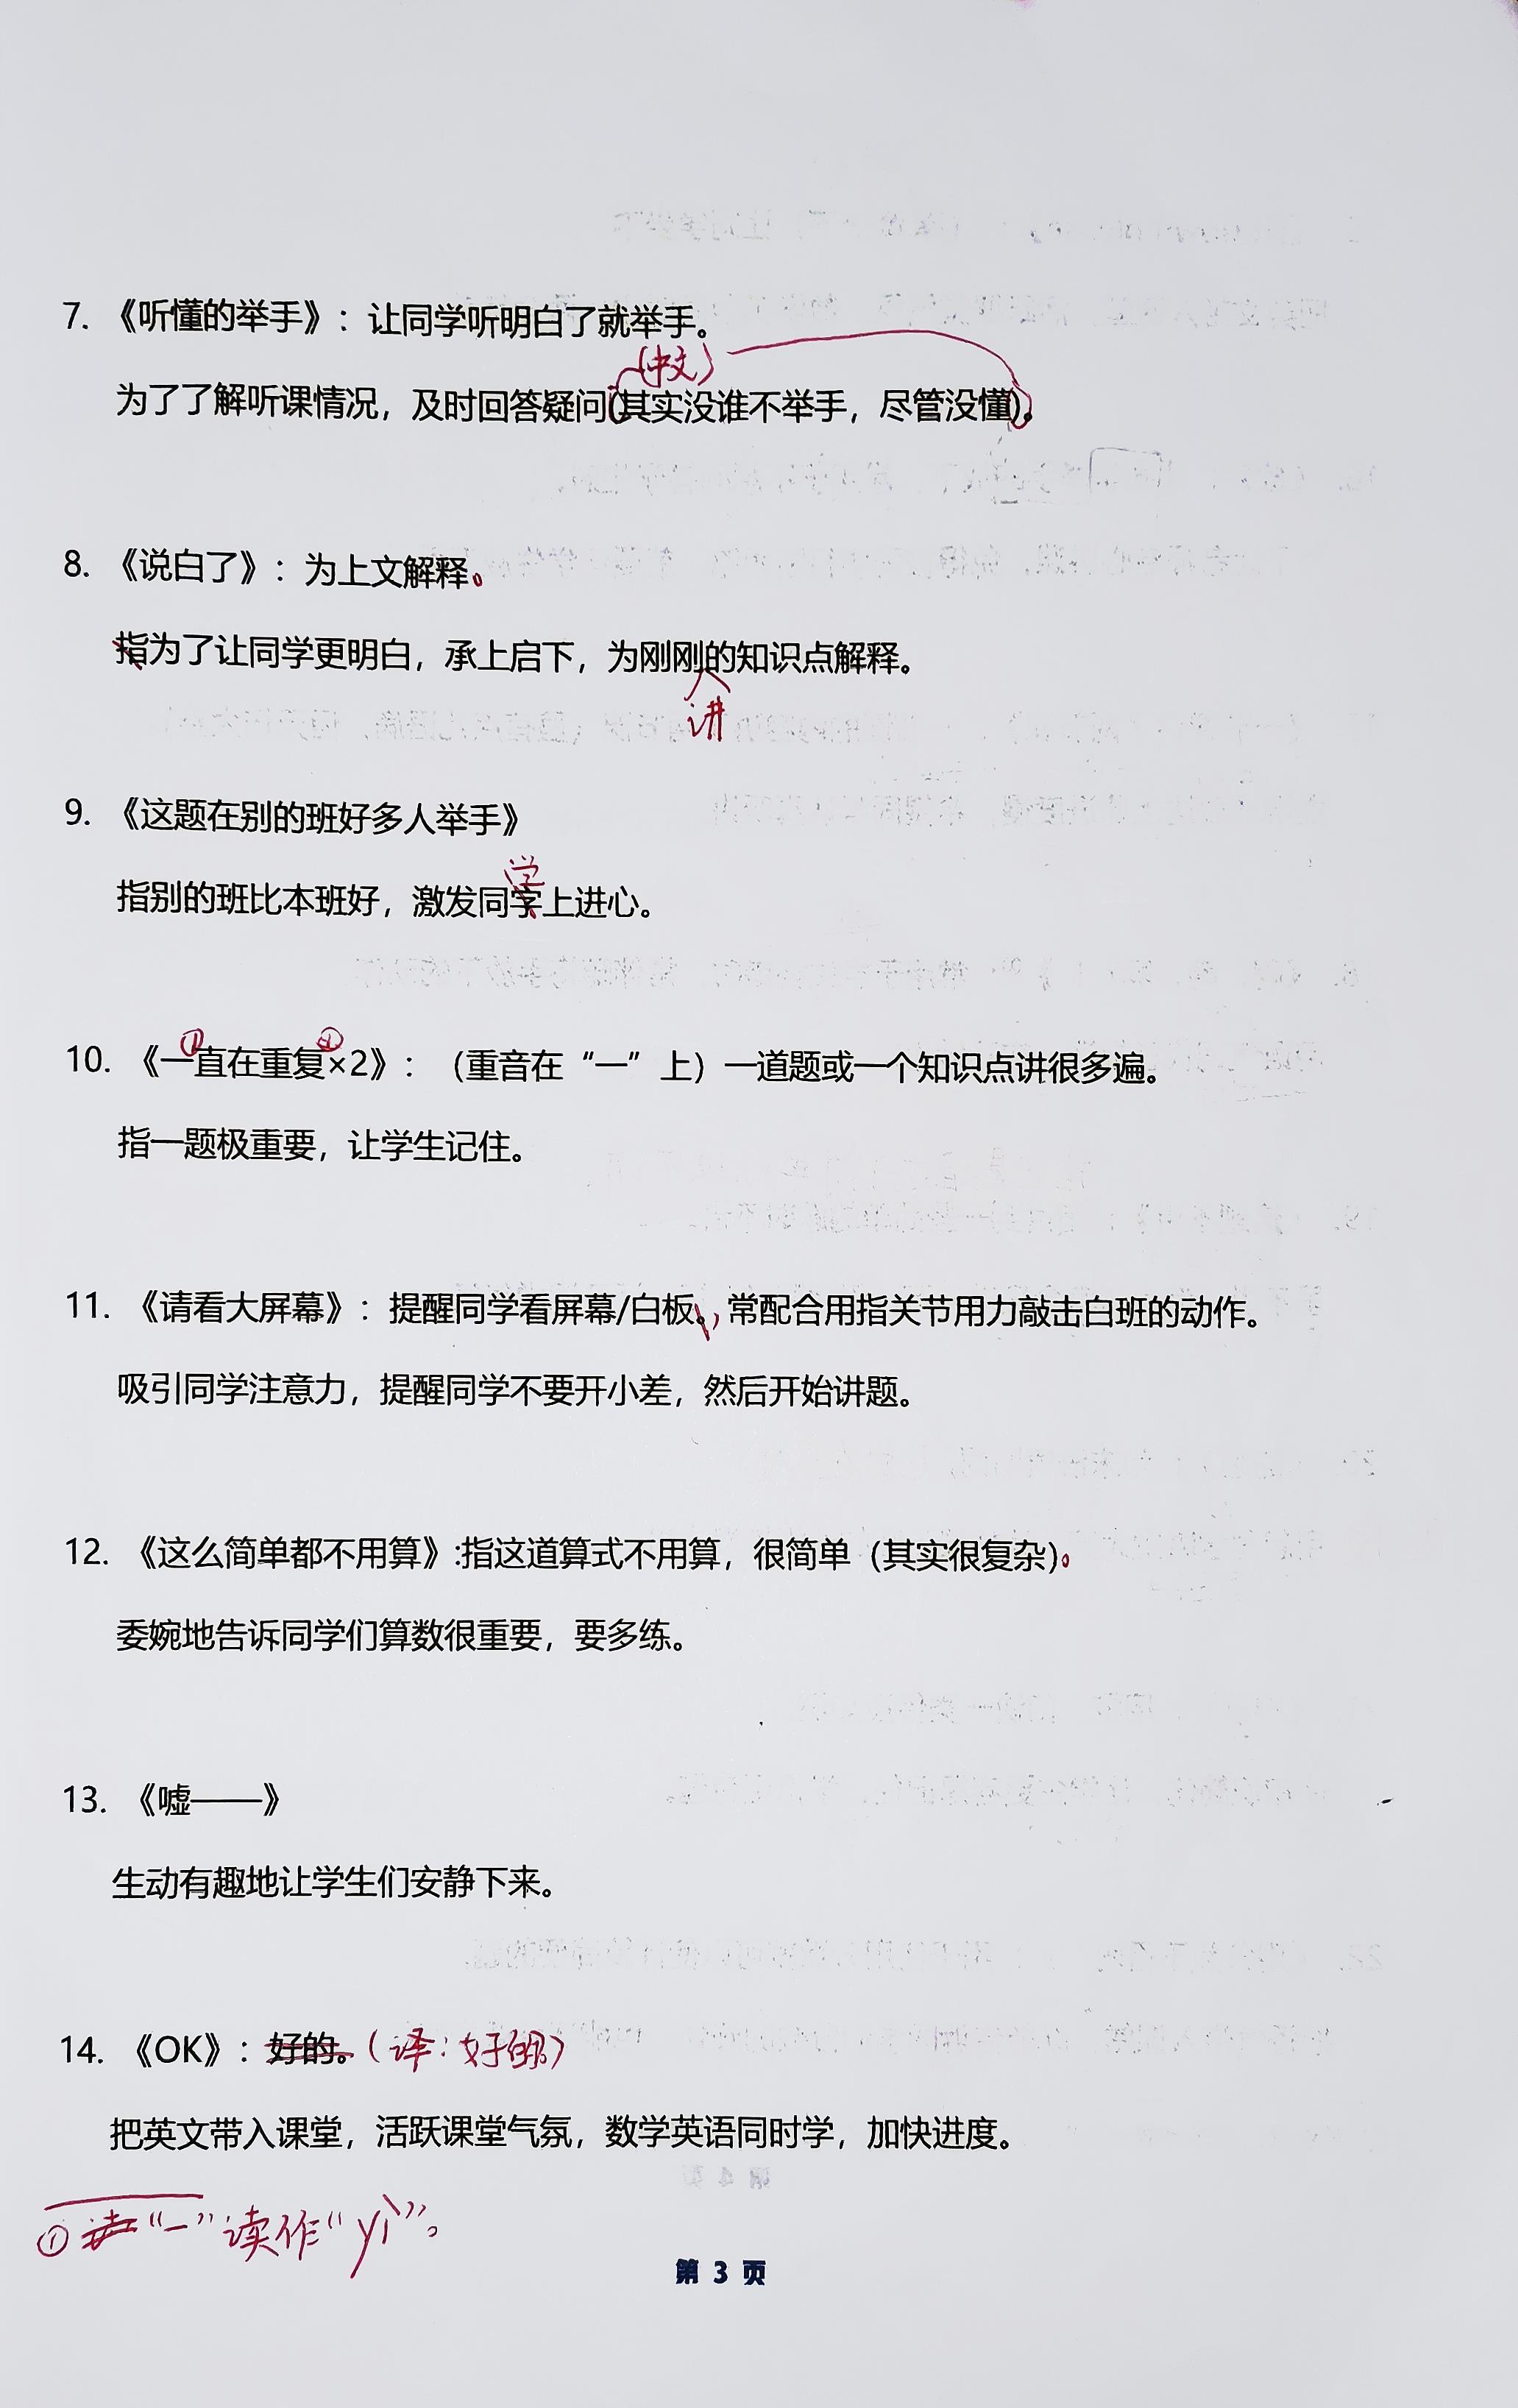 7. 《听懂的举手》：让同学听明白了就举手。
(中文)
为了了解听课情况，及时回答疑问(其实没谁不举手，尽管没懂)。
8. 《说白了》：为上文解释。
指为了让同学更明白，承上启下，为刚刚的知识点解释。
讲
9. 《这题在别的班好多人举手》
学
指别的班比本班好，激发同字上进心。
① ②
10. 《一直在重复×2》：（重音在“一”上）一道题或一个知识点讲很多遍。
指一题极重要，让学生记住。
11. 《请看大屏幕》：提醒同学看屏幕/白板。，常配合用指关节用力敲击白班的动作。
吸引同学注意力，提醒同学不要开小差，然后开始讲题。
12. 《这么简单都不用算》:指这道算式不用算，很简单（其实很复杂)。
委婉地告诉同学们算数很重要，要多练。
13. 《嘘——》
生动有趣地让学生们安静下来。
14. 《OK》：好的。（译：好的。）
把英文带入课堂，活跃课堂气氛，数学英语同时学，加快进度。
① 读“一”读作“yì”。
第 3 页